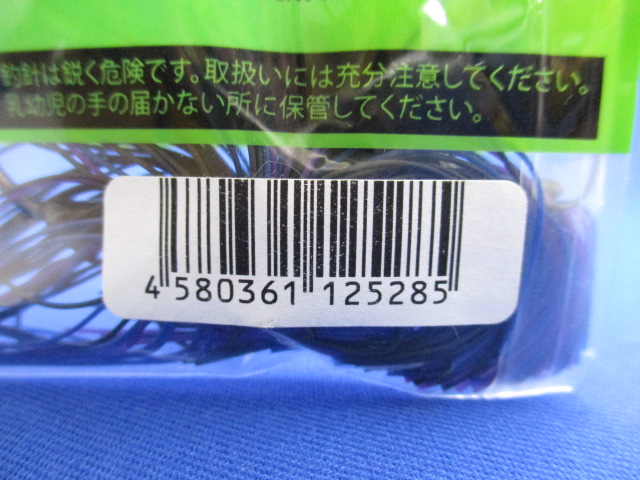 釣針は鋭く危険です。取扱いには充分注意してください。
乳幼児の手の届かない所に保管してください。
4 580361 125285